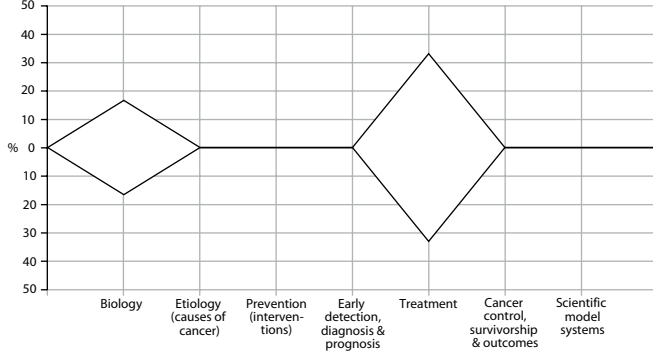 50
40
30
20
10
% 0
10
20
30
40
50
Biology
Etiology
(causes of
cancer)
Prevention
(interven-
tions)
Early
detection,
diagnosis &
prognosis
Treatment
Cancer
control,
survivorship
& outcomes
Scientific
model
systems